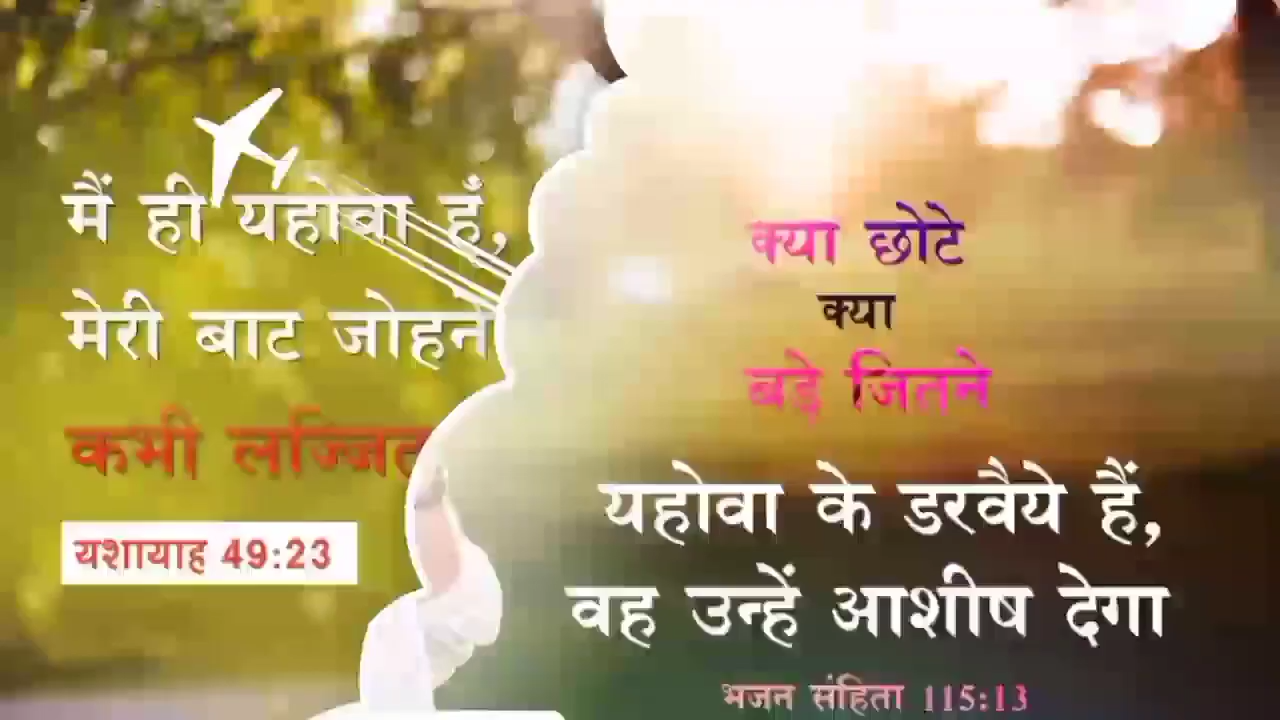 मैं ही यहोवा हूँ,
मेरी बाट जोहने
कभी लज्जित
यशायाह 49:23
क्या छोटे
क्या
बड़े जितने
यहोवा के डरवैये हैं,
वह उन्हें आशीष देगा
भजन संहिता 115:13